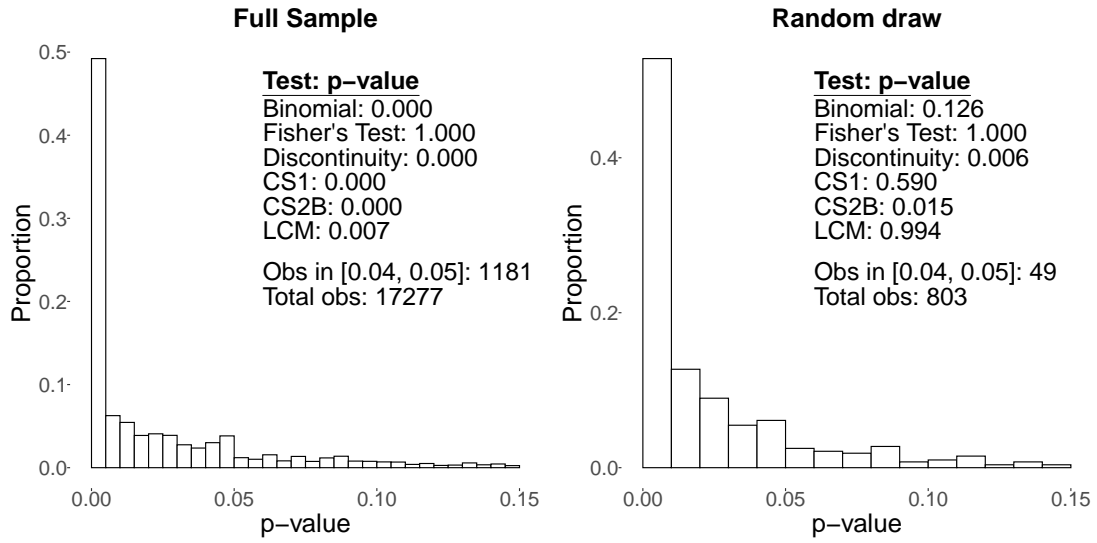 Full Sample
0.5
0.4
0.3
0.2
0.1
0.0
Proportion
Test: p−value
Binomial: 0.000
Fisher's Test: 1.000
Discontinuity: 0.000
CS1: 0.000
CS2B: 0.000
LCM: 0.007
Obs in [0.04, 0.05]: 1181
Total obs: 17277
0.00 0.05 0.10 0.15
p−value
Random draw
0.4
0.2
0.0
Proportion
Test: p−value
Binomial: 0.126
Fisher's Test: 1.000
Discontinuity: 0.006
CS1: 0.590
CS2B: 0.015
LCM: 0.994
Obs in [0.04, 0.05]: 49
Total obs: 803
0.00 0.05 0.10 0.15
p−value